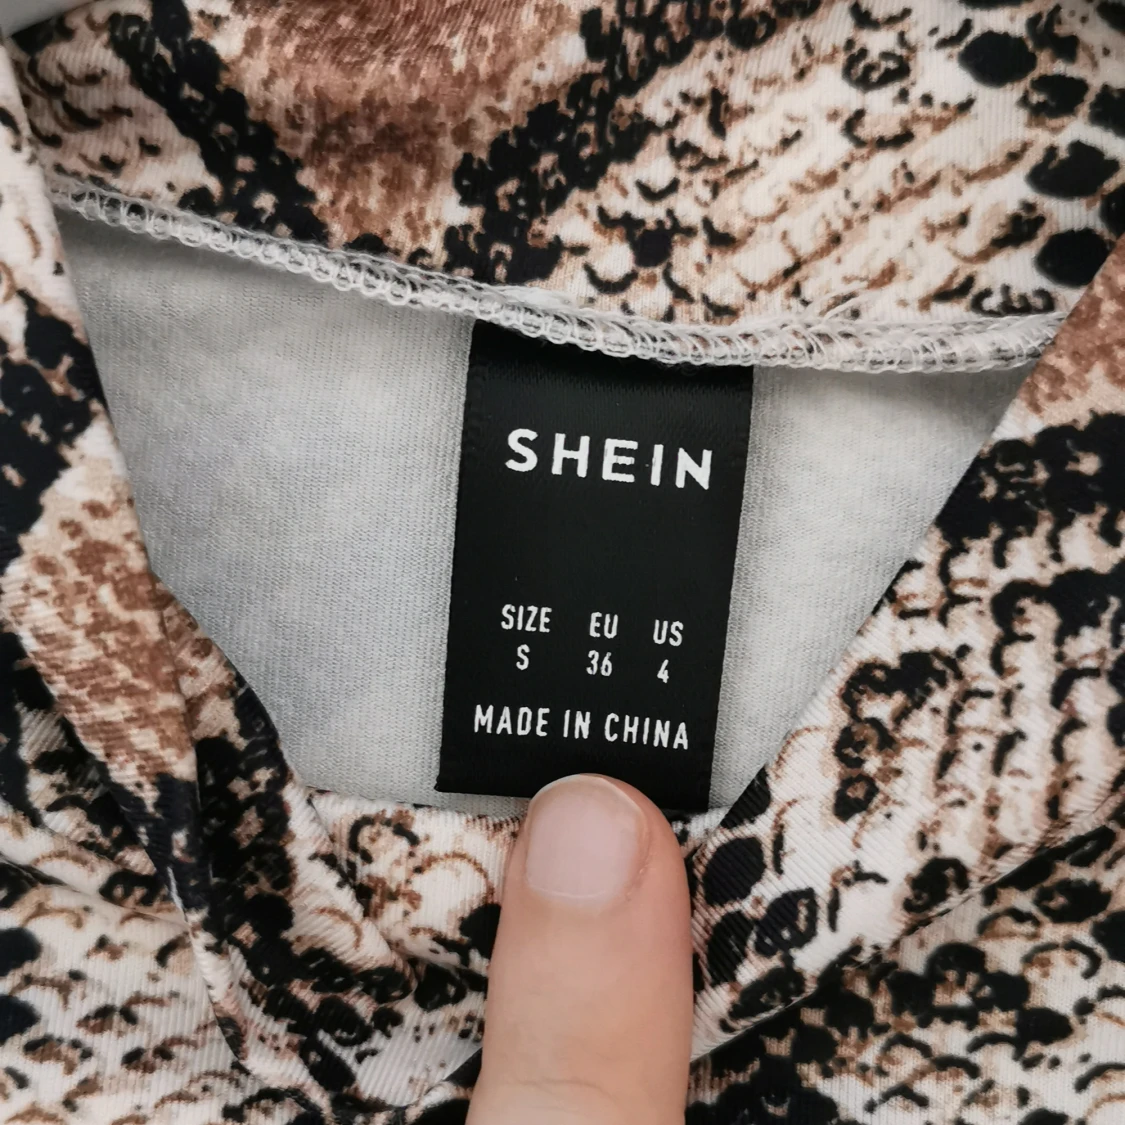 SHEIN
SIZE EU US
S 36 4
MADE IN CHINA